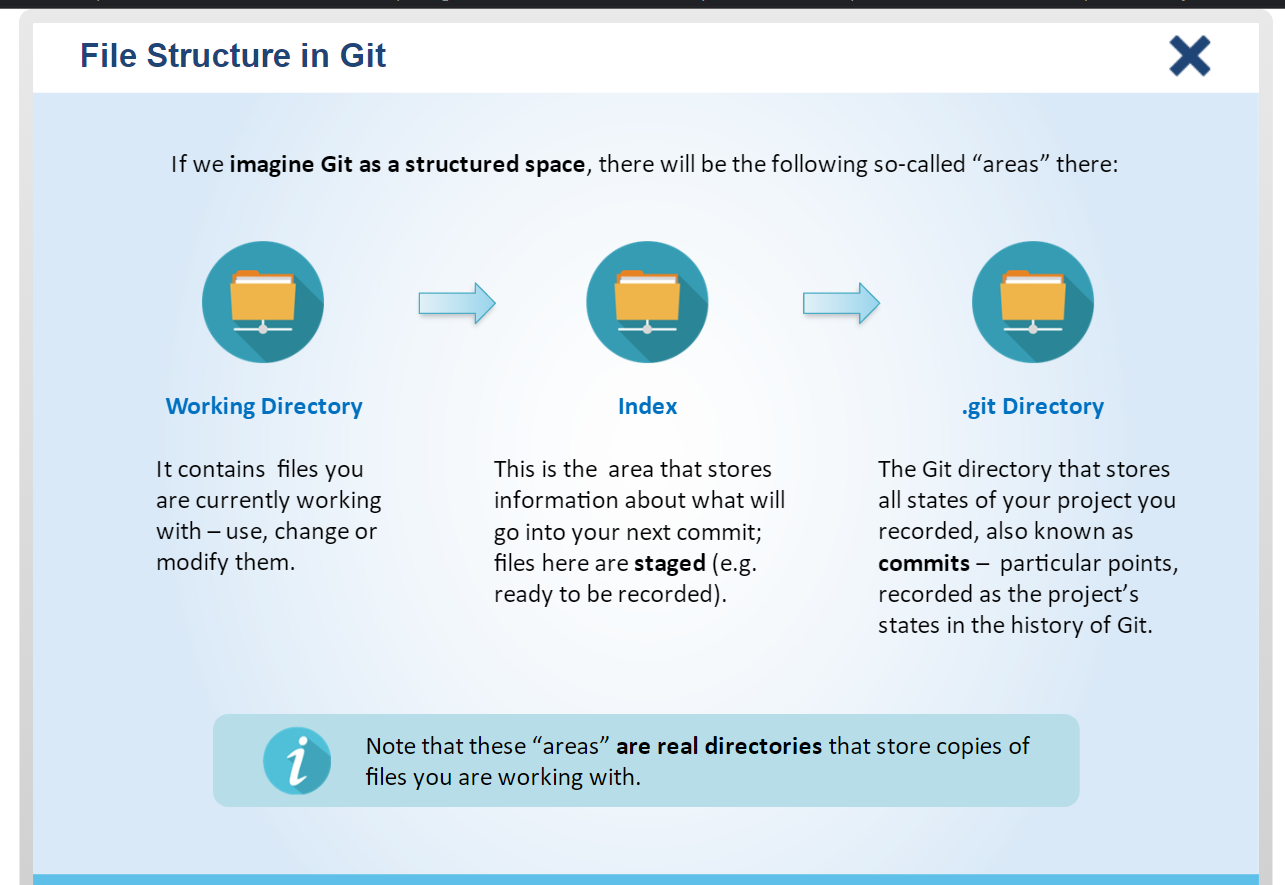 File Structure in Git
If we imagine Git as a structured space, there will be the following so-called “areas” there:
Working Directory
It contains files you
are currently working
with – use, change or
modify them.
Index
This is the area that stores
information about what will
go into your next commit;
files here are staged (e.g.
ready to be recorded).
.git Directory
The Git directory that stores
all states of your project you
recorded, also known as
commits – particular points,
recorded as the project’s
states in the history of Git.
Note that these “areas” are real directories that store copies of
files you are working with.